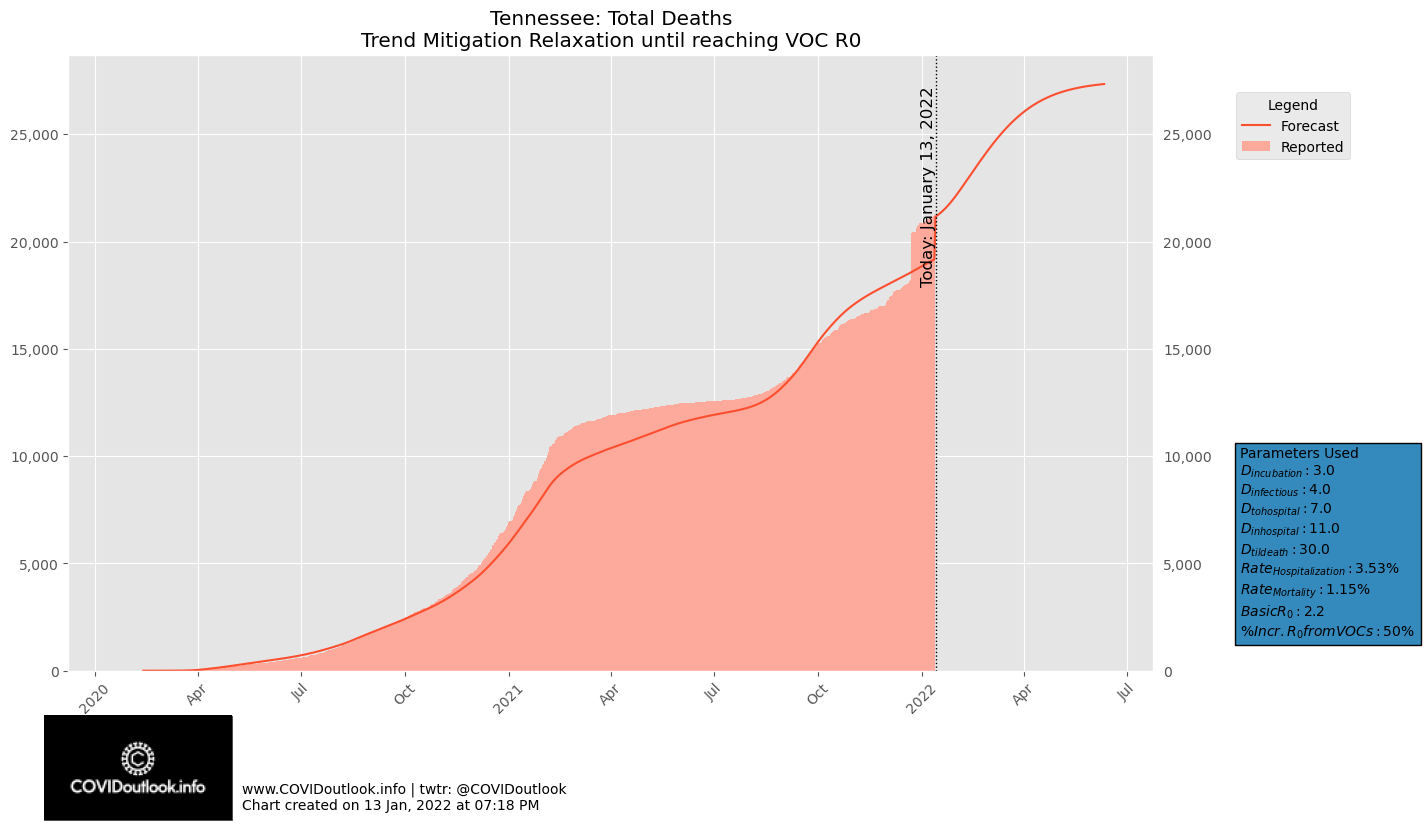 Tennessee: Total Deaths
Trend Mitigation Relaxation until reaching VOC R0
25,000
20,000
15,000
10,000
5,000
0
25,000
20,000
15,000
10,000
5,000
0
2020
Apr
Jul
Oct
2021
Apr
Jul
Oct
2022
Apr
Jul
Today: January 13, 2022
Legend
Forecast
Reported
Parameters Used
D_incubation : 3.0
D_infectious : 4.0
D_tohospital : 7.0
D_inhospital : 11.0
D_tildeath : 30.0
Rate_Hospitalization : 3.53%
Rate_Mortality : 1.15%
BasicR_0 : 2.2
%Incr. R_0 fromVOCs : 50%
COVIDoutlook.info
www.COVIDoutlook.info | twtr: @COVIDoutlook
Chart created on 13 Jan, 2022 at 07:18 PM